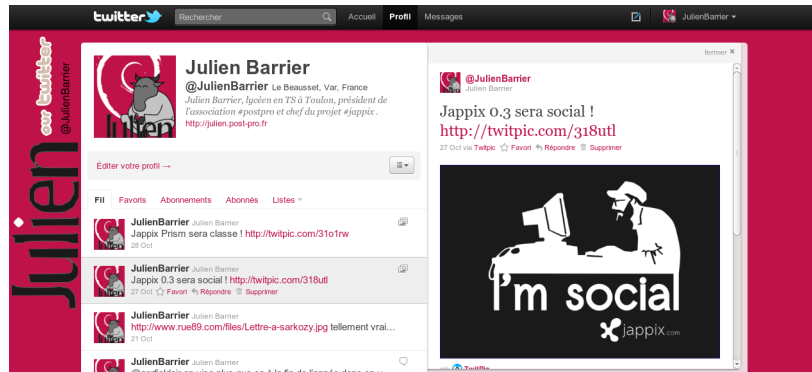 twitter
Rechercher
Accueil
Profil
Messages
JulienBarrier
our twitter
@JulienBarrier
Julien
Julien
Julien Barrier
@JulienBarrier Le Beausset, Var, France
Julien Barrier, lycéen en TS à Toulon, président de
l'association #postpro et chef du projet #jappix .
http://julien.post-pro.fr
Éditer votre profil →
Fil
Favoris
Abonnements
Abonnés
Listes
JulienBarrier Julien Barrier
Jappix Prism sera classe ! http://twitpic.com/31o1rw
28 Oct
JulienBarrier Julien Barrier
Jappix 0.3 sera social ! http://twitpic.com/318utl
27 Oct Favori Répondre Supprimer
JulienBarrier Julien Barrier
http://www.rue89.com/files/Lettre-a-sarkozy.jpg tellement vrai…
21 Oct
JulienBarrier Julien Barrier
fermer ×
@JulienBarrier
Julien Barrier
Jappix 0.3 sera social !
http://twitpic.com/318utl
27 Oct via Twitpic Favori Répondre Supprimer
I'm social
jappix.com
via TwitPic